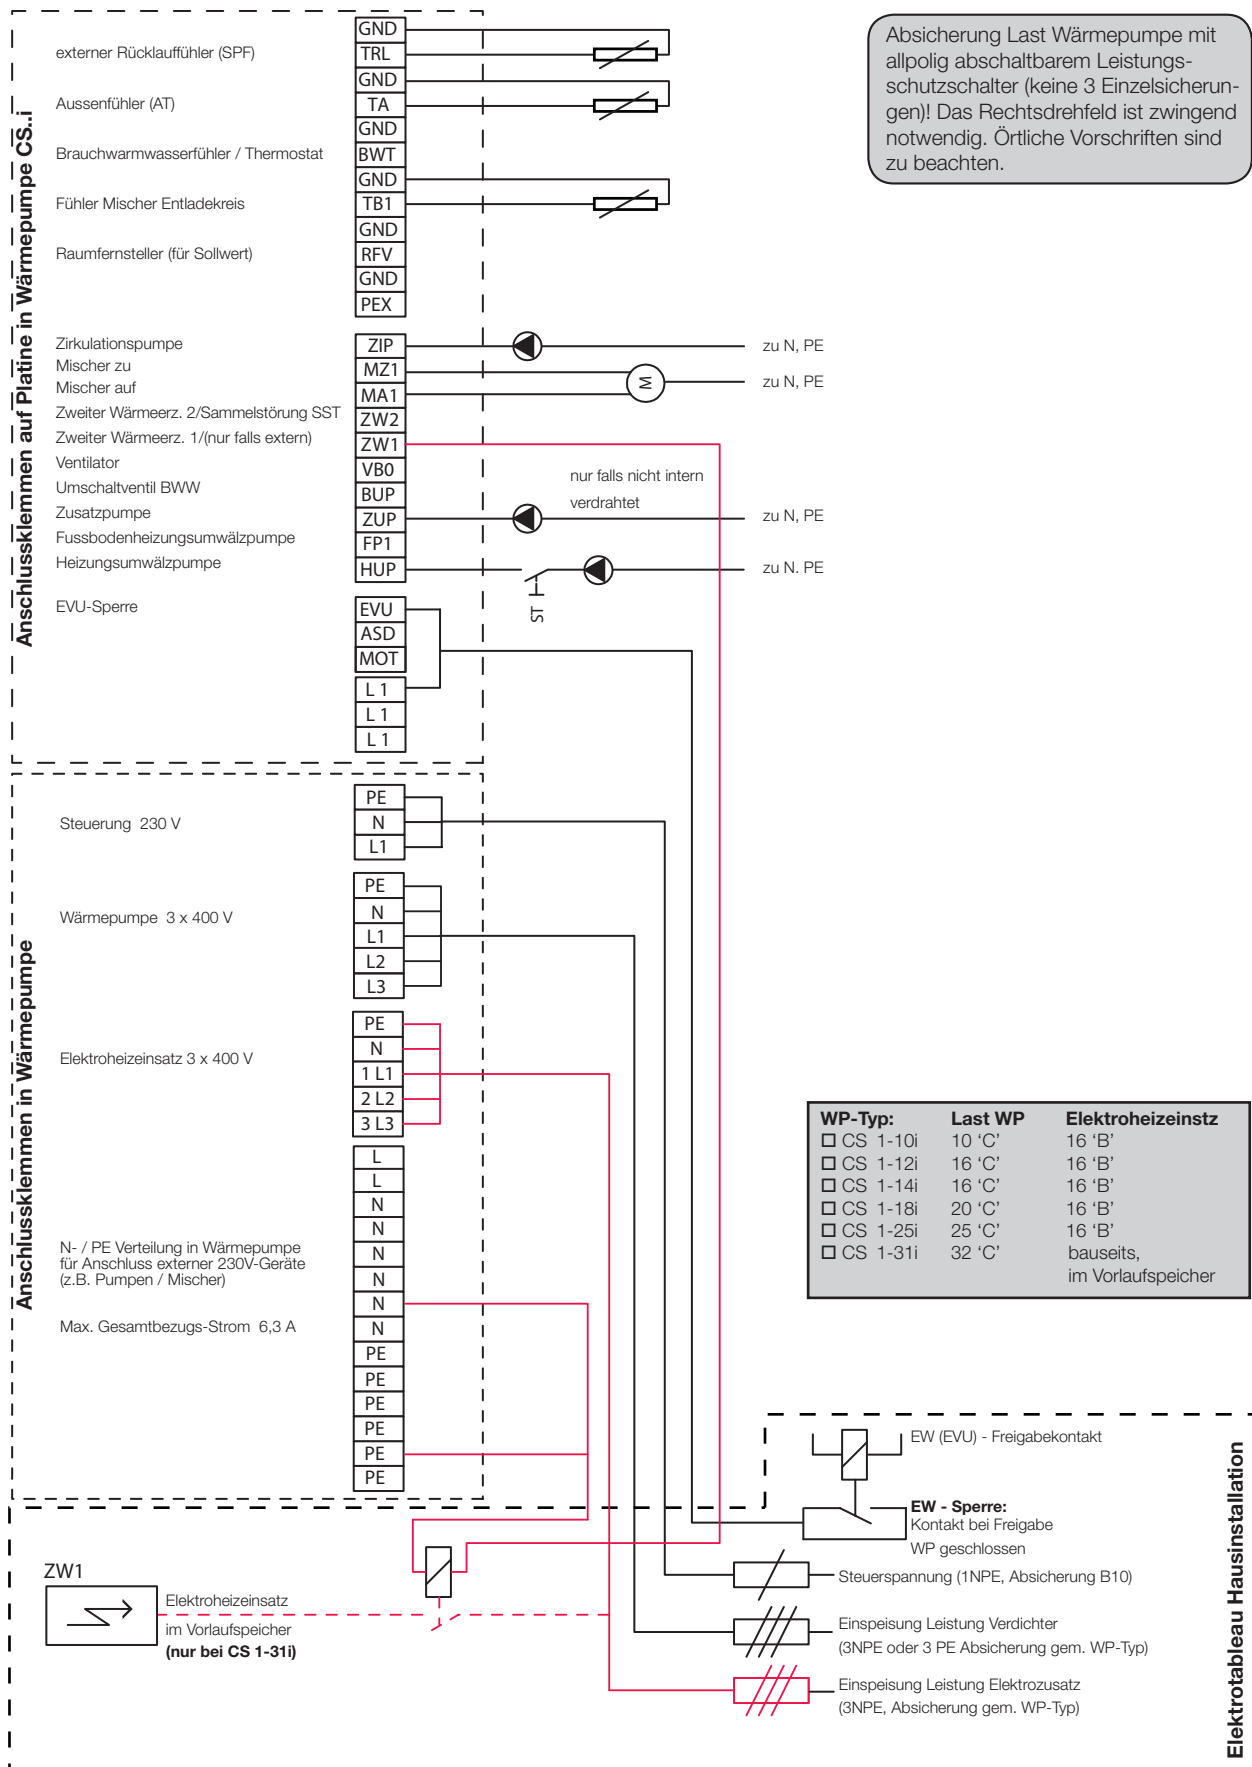 Anschlussklemmen auf Platine in Wärmepumpe CS..i
externer Rücklauffühler (SPF)
Aussenfühler (AT)
Brauchwarmwasserfühler / Thermostat
Fühler Mischer Entladekreis
Raumfernsteller (für Sollwert)
GND
TRL
GND
TA
GND
BWT
GND
TB1
GND
RFV
GND
PEX
Absicherung Last Wärmepumpe mit
allpolig abschaltbarem Leistungs-
schutzschalter (keine 3 Einzelsicherun-
gen)! Das Rechtsdrehfeld ist zwingend
notwendig. Örtliche Vorschriften sind
zu beachten.
Zirkulationspumpe
Mischer zu
Mischer auf
Zweiter Wärmeerz. 2/Sammelstörung SST
Zweiter Wärmeerz. 1/(nur falls extern)
Ventilator
Umschaltventil BWW
Zusatzpumpe
Fussbodenheizungsumwälzpumpe
Heizungsumwälzpumpe
ZIP
MZ1
MA1
ZW2
ZW1
VB0
BUP
ZUP
FP1
HUP
M
zu N, PE
zu N, PE
nur falls nicht intern
verdrahtet
zu N, PE
zu N. PE
ST
EVU-Sperre
EVU
ASD
MOT
L 1
L 1
L 1
Anschlussklemmen in Wärmepumpe
Steuerung 230 V
PE
N
L1
Wärmepumpe 3 x 400 V
PE
N
L1
L2
L3
Elektroheizeinsatz 3 x 400 V
PE
N
1 L1
2 L2
3 L3
N- / PE Verteilung in Wärmepumpe
für Anschluss externer 230V-Geräte
(z.B. Pumpen / Mischer)
Max. Gesamtbezugs-Strom 6,3 A
L
L
N
N
N
N
N
N
PE
PE
PE
PE
PE
PE
WP-Typ: Last WP Elektroheizeinstz
CS 1-10i 10 ‘C’ 16 ‘B’
CS 1-12i 16 ‘C’ 16 ‘B’
CS 1-14i 16 ‘C’ 16 ‘B’
CS 1-18i 20 ‘C’ 16 ‘B’
CS 1-25i 25 ‘C’ 16 ‘B’
CS 1-31i 32 ‘C’ bauseits,
im Vorlaufspeicher
Elektrotableau Hausinstallation
EW (EVU) - Freigabekontakt
EW - Sperre:
Kontakt bei Freigabe
WP geschlossen
Steuerspannung (1NPE, Absicherung B10)
Einspeisung Leistung Verdichter
(3NPE oder 3 PE Absicherung gem. WP-Typ)
Einspeisung Leistung Elektrozusatz
(3NPE, Absicherung gem. WP-Typ)
ZW1
Elektroheizeinsatz
im Vorlaufspeicher
(nur bei CS 1-31i)